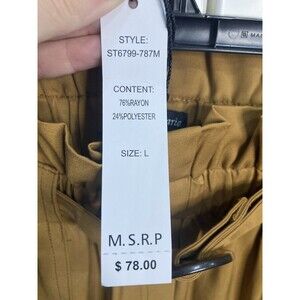 STYLE:
ST6799-787M
CONTENT:
76%RAYON
24%POLYESTER
SIZE: L
M.S.R.P
$ 78.00